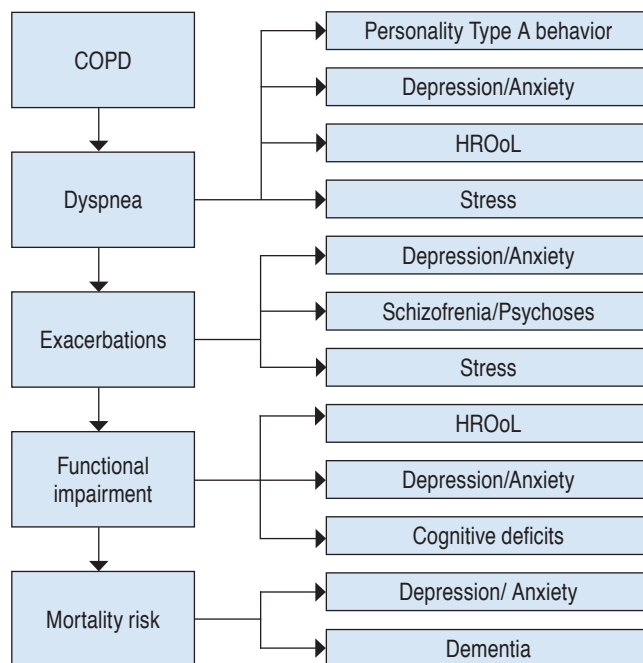 COPD
Personality Type A behavior
Depression/Anxiety
HROoL
Dyspnea
Stress
Depression/Anxiety
Schizofrenia/Psychoses
Exacerbations
Stress
HROoL
Functional
impairment
Depression/Anxiety
Cognitive deficits
Mortality risk
Depression/ Anxiety
Dementia